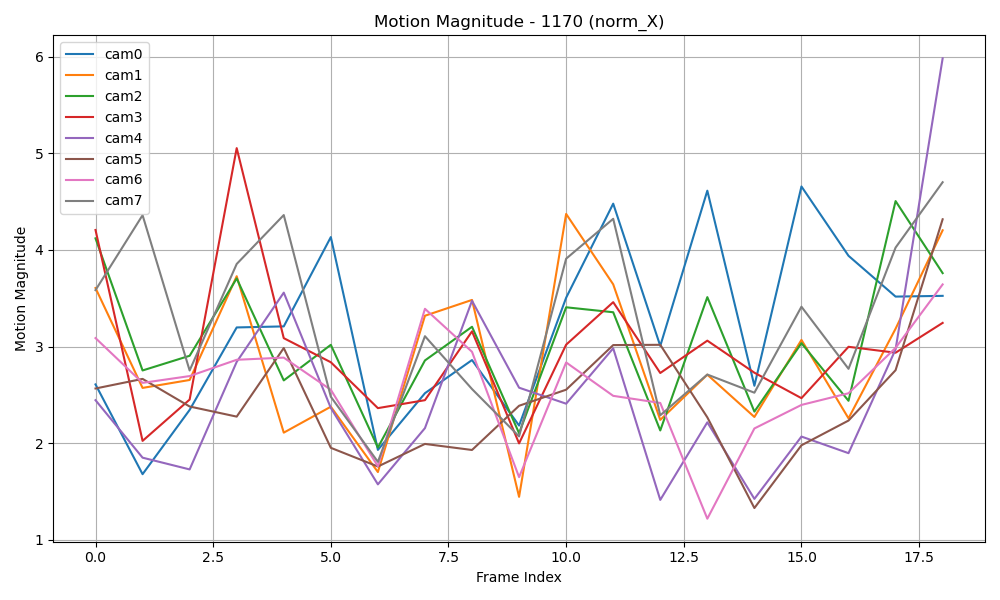 Motion Magnitude - 1170 (norm_X)
cam0
cam1
cam2
cam3
cam4
cam5
cam6
cam7
Motion Magnitude
6
5
4
3
2
1
0.0 2.5 5.0 7.5 10.0 12.5 15.0 17.5
Frame Index